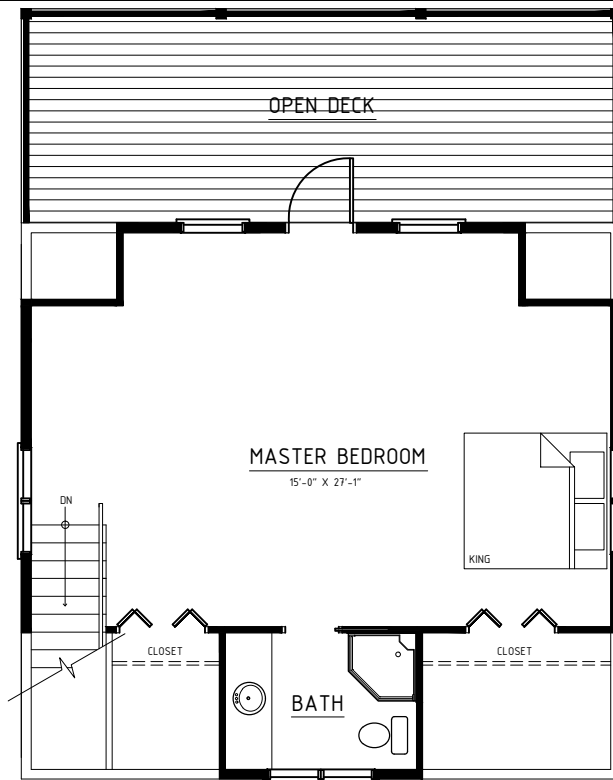 OPEN DECK
MASTER BEDROOM
15'-0" X 27'-1"
DN
KING
CLOSET
CLOSET
BATH